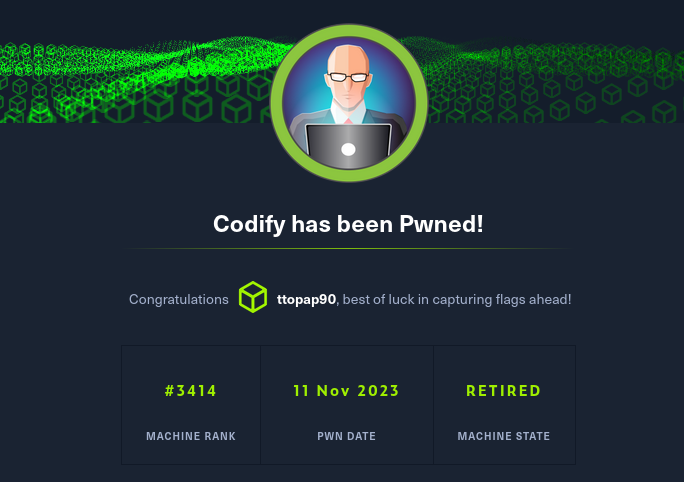 Codify has been Pwned!
Congratulations ttopap90, best of luck in capturing flags ahead!
#3414 11 Nov 2023 RETIRED
MACHINE RANK PWN DATE MACHINE STATE